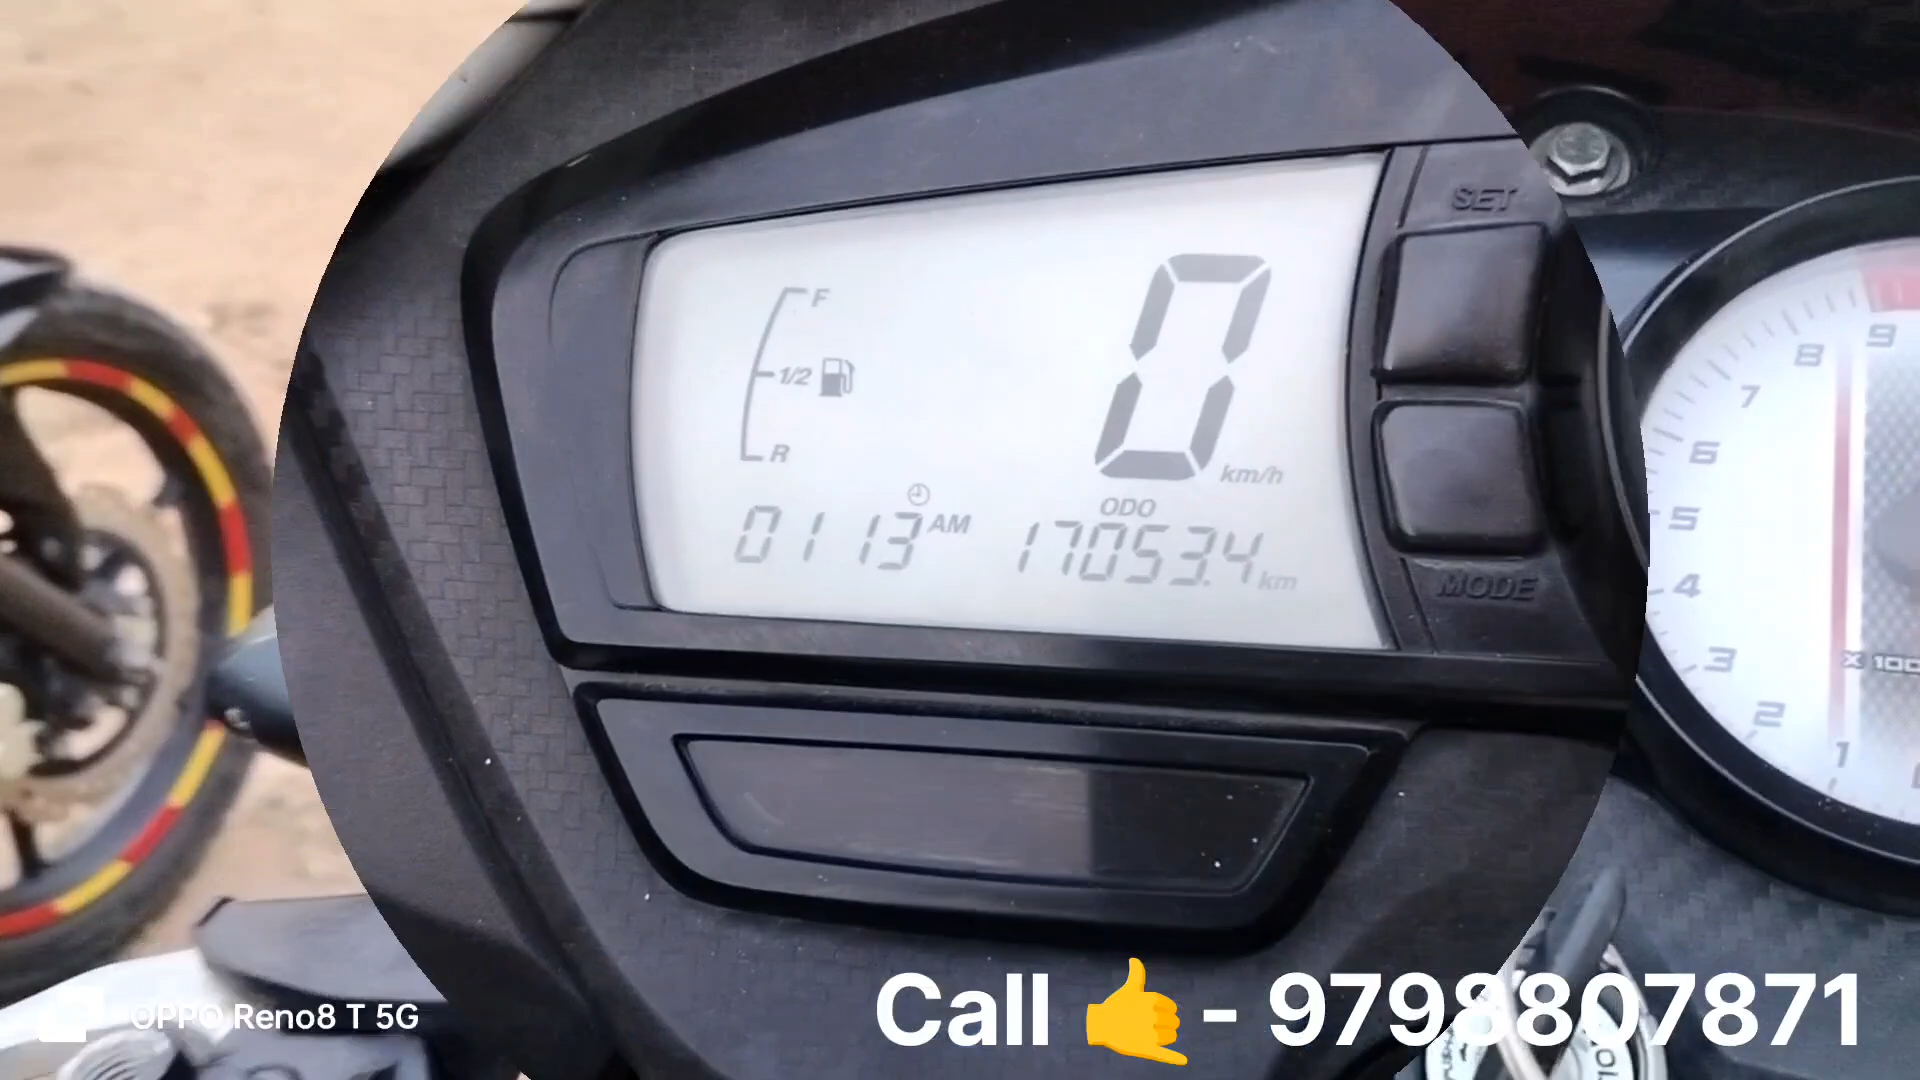 SET
F
1/2
R
0
km/h
01 13 AM
ODO
17053.4 km
MODE
9
8
7
6
5
4
3
2
1
Call 🤙 - 9798807871
OPPO Reno8 T 5G